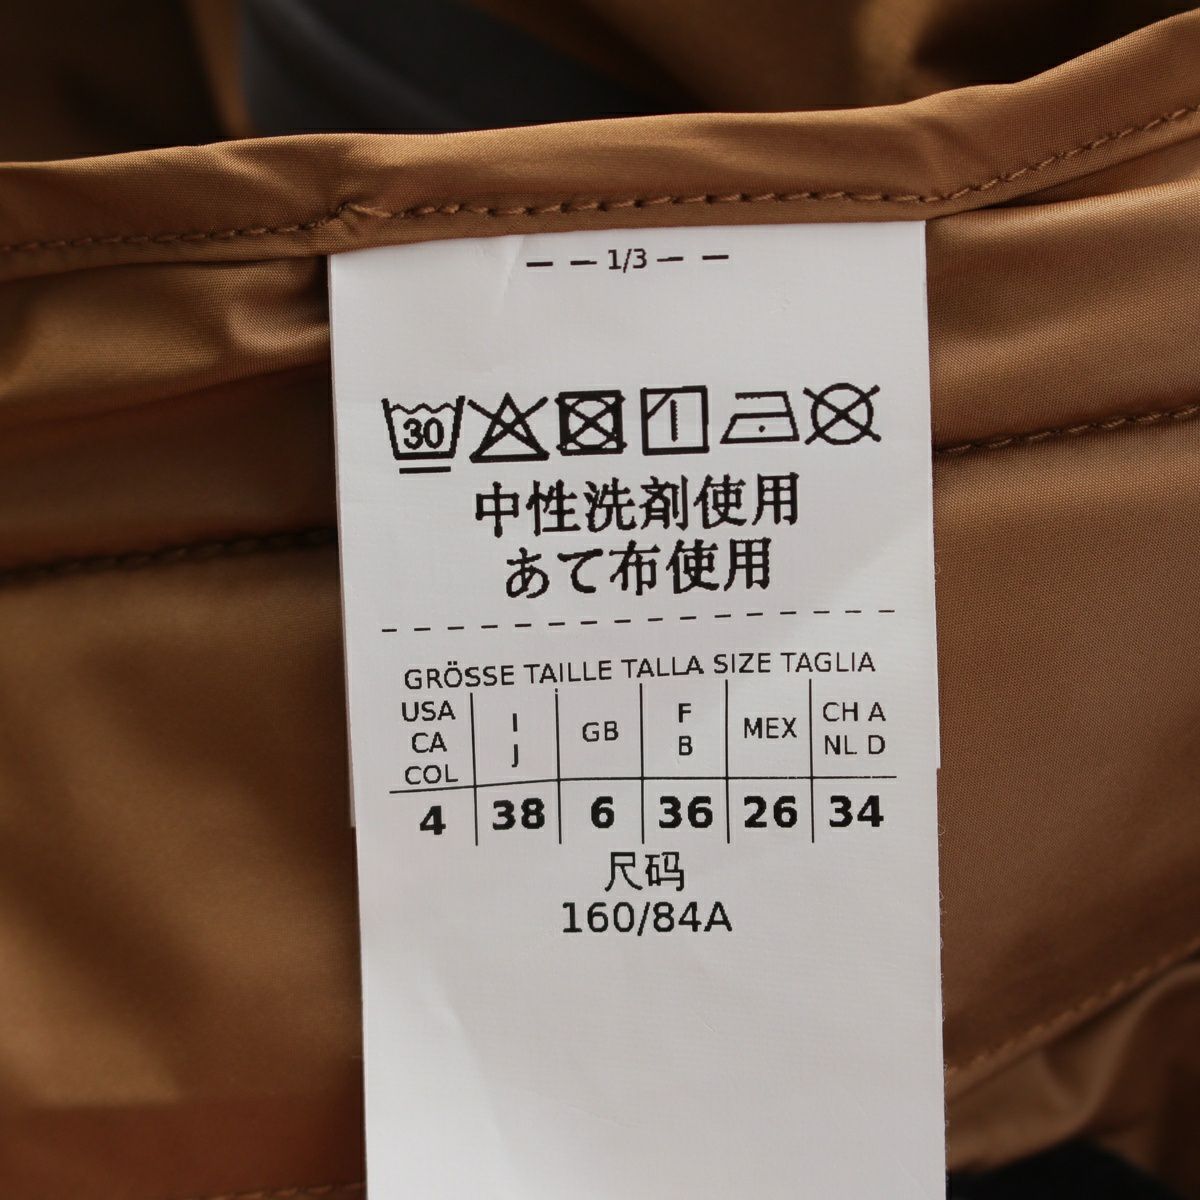 — — 1/3 — —
30
中性洗剤使用
あて布使用
GRÖSSE TAILLE TALLA SIZE TAGLIA
USA CA COL | I J | GB | F B | MEX | CH A NL D
4 | 38 | 6 | 36 | 26 | 34
尺码
160/84A